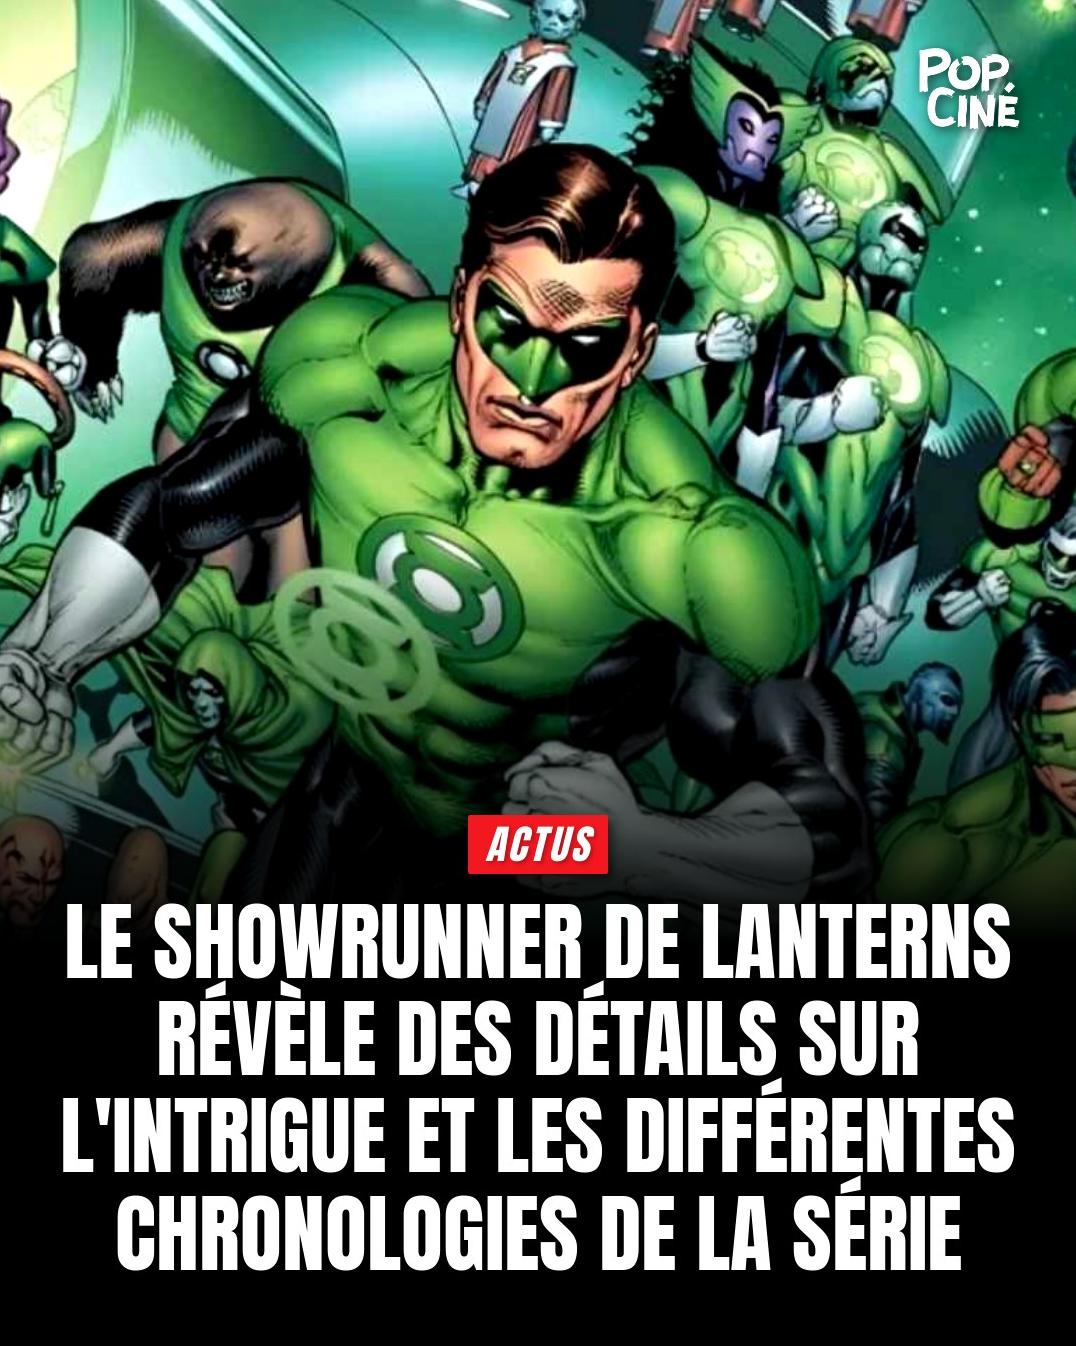 POP.
CINÉ
ACTUS
LE SHOWRUNNER DE LANTERNS
RÉVÈLE DES DÉTAILS SUR
L'INTRIGUE ET LES DIFFÉRENTES
CHRONOLOGIES DE LA SÉRIE